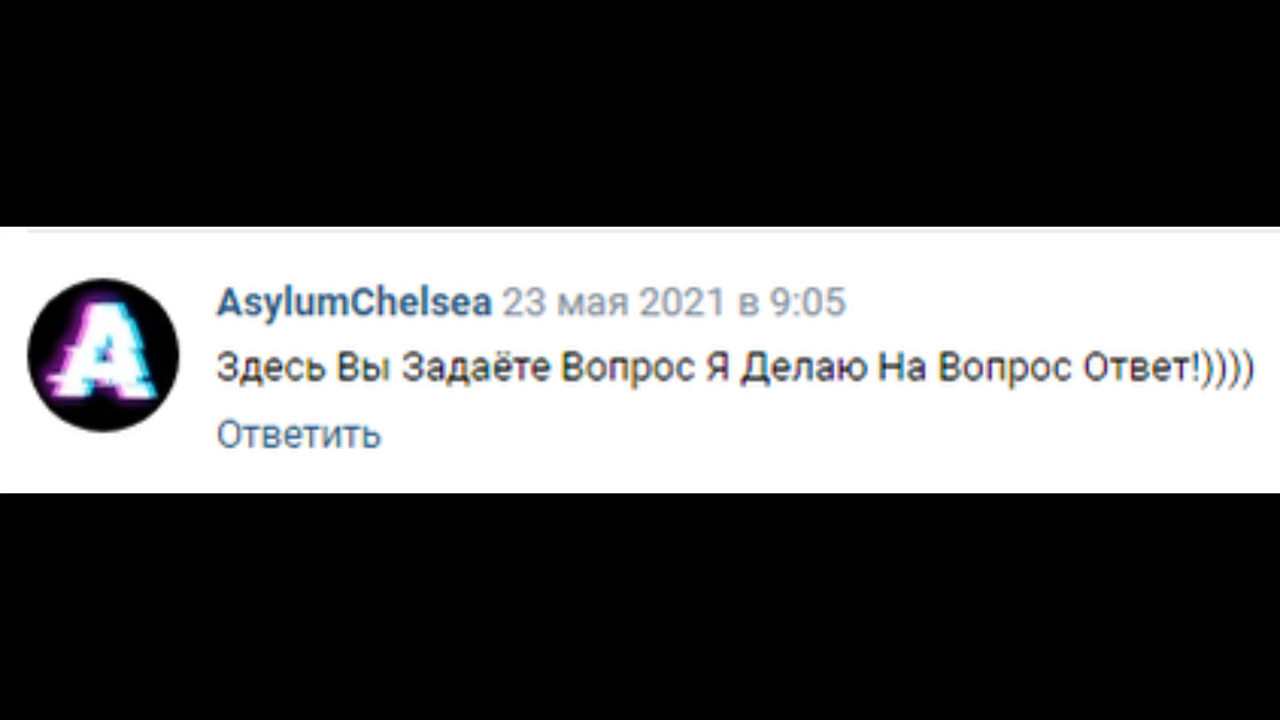 A
AsylumChelsea 23 мая 2021 в 9:05
Здесь Вы Задаёте Вопрос Я Делаю На Вопрос Ответ!))))
Ответить